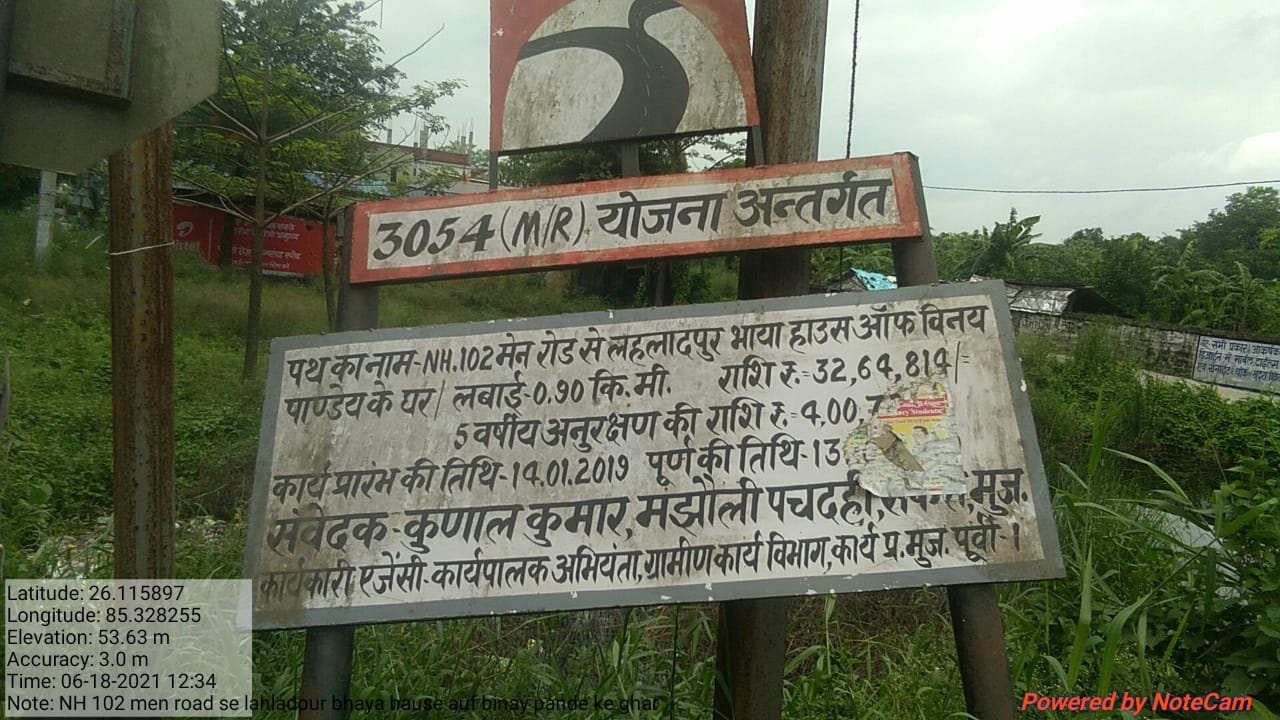 3054 (M/R) योजना अन्तर्गत
पथ का नाम-NH.102 मेन रोड से लहलादपुर भाया हाउस ऑफ विनय
पाण्डेय के घर/ लबाई-0.90 कि.मी. राशि रु.=32,64,814/-
5 वर्षीय अनुरक्षण की राशि रु.=4.00
कार्य प्रारंभ की तिथि-14.01.2019 पूर्ण की तिथि-13
संवेदक-कुणाल कुमार, मझौली पचदही, मुज.
कार्यकारी एजेंसी-कार्यपालक अभियंता, ग्रामीण कार्य विभाग, कार्य प्र. मुज. पूर्वी-1
airtel
Latitude: 26.115897
Longitude: 85.328255
Elevation: 53.63 m
Accuracy: 3.0 m
Time: 06-18-2021 12:34
Note: NH 102 men road se lahladpur bhaya hause auf binay pande ke ghar
Powered by NoteCam